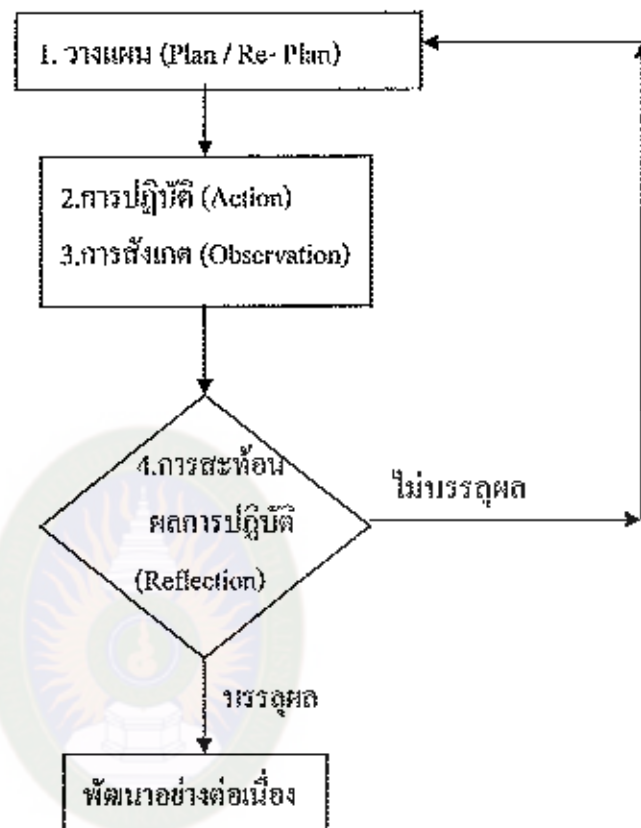 1. วางแผน (Plan / Re- Plan)
2.การปฏิบัติ (Action)
3.การสังเกต (Observation)
4.การสะท้อน
ผลการปฏิบัติ
(Reflection)
ไม่บรรลุผล
บรรลุผล
พัฒนาอย่างต่อเนื่อง